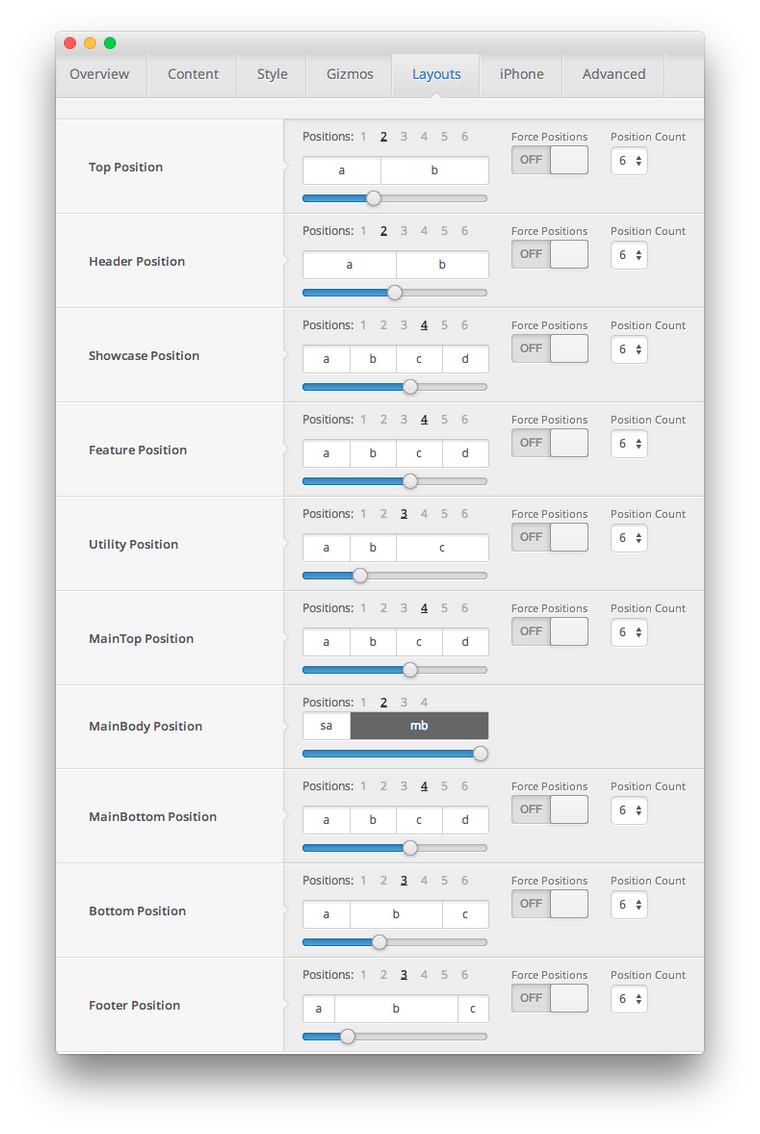 Overview Content Style Gizmos Layouts iPhone Advanced
Positions: 1 2 3 4 5 6 Force Positions Position Count
Top Position a b OFF 6
Positions: 1 2 3 4 5 6 Force Positions Position Count
Header Position a b OFF 6
Positions: 1 2 3 4 5 6 Force Positions Position Count
Showcase Position a b c d OFF 6
Positions: 1 2 3 4 5 6 Force Positions Position Count
Feature Position a b c d OFF 6
Positions: 1 2 3 4 5 6 Force Positions Position Count
Utility Position a b c OFF 6
Positions: 1 2 3 4 5 6 Force Positions Position Count
MainTop Position a b c d OFF 6
Positions: 1 2 3 4
MainBody Position sa mb
Positions: 1 2 3 4 5 6 Force Positions Position Count
MainBottom Position a b c d OFF 6
Positions: 1 2 3 4 5 6 Force Positions Position Count
Bottom Position a b c OFF 6
Positions: 1 2 3 4 5 6 Force Positions Position Count
Footer Position a b c OFF 6